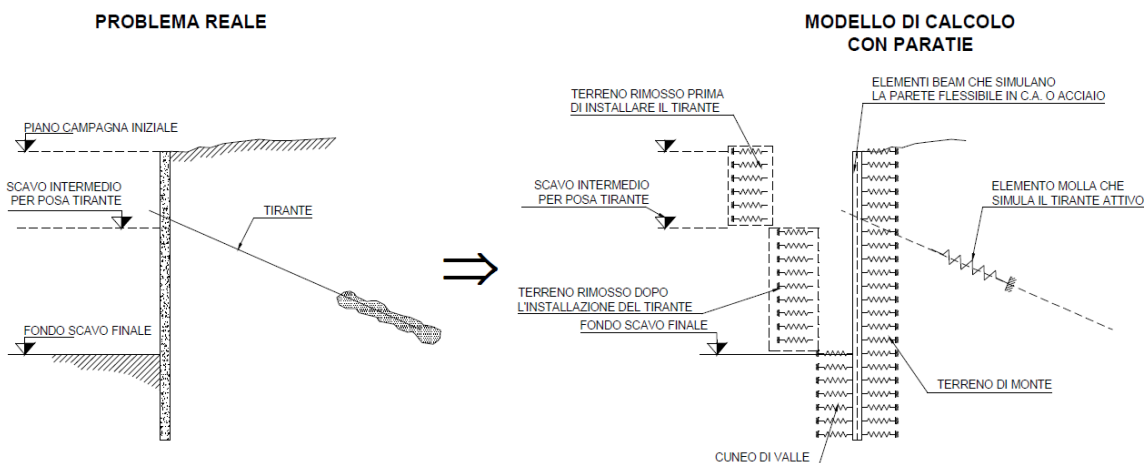 PROBLEMA REALE
PIANO CAMPAGNA INIZIALE
SCAVO INTERMEDIO
PER POSA TIRANTE
TIRANTE
FONDO SCAVO FINALE
MODELLO DI CALCOLO
CON PARATIE
TERRENO RIMOSSO PRIMA
DI INSTALLARE IL TIRANTE
ELEMENTI BEAM CHE SIMULANO
LA PARETE FLESSIBILE IN C.A. O ACCIAIO
SCAVO INTERMEDIO
PER POSA TIRANTE
ELEMENTO MOLLA CHE
SIMULA IL TIRANTE ATTIVO
TERRENO RIMOSSO DOPO
L'INSTALLAZIONE DEL TIRANTE
FONDO SCAVO FINALE
TERRENO DI MONTE
CUNEO DI VALLE